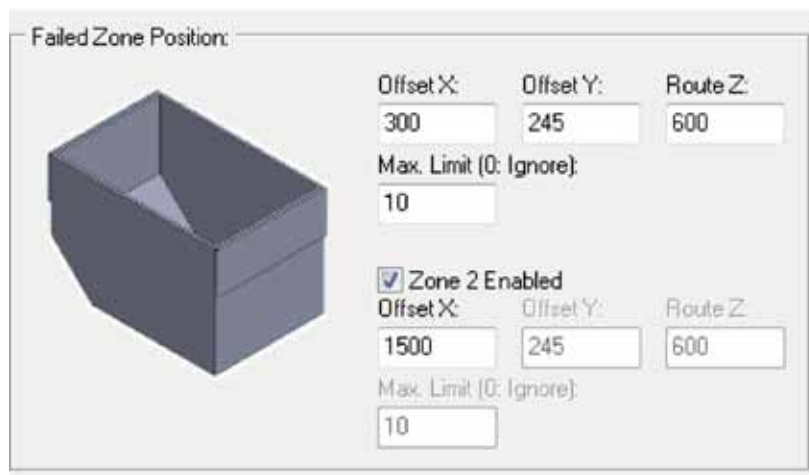 Failed Zone Position:
Offset X: Offset Y: Route Z:
300 245 600
Max. Limit (0: Ignore):
10
Zone 2 Enabled
Offset X: Offset Y: Route Z:
1500 245 600
Max. Limit (0: Ignore):
10